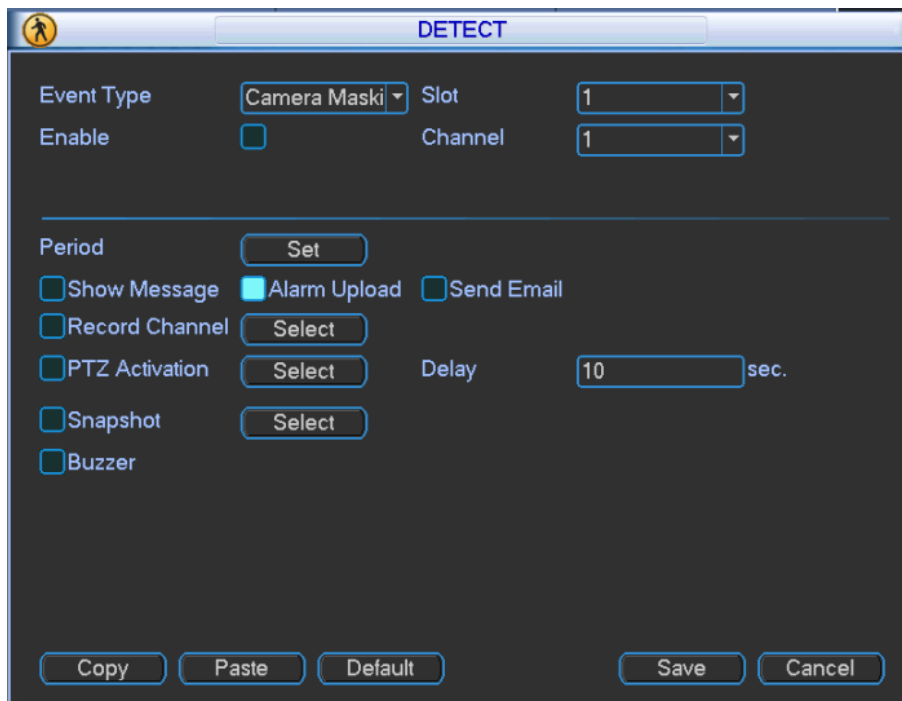 DETECT
Event Type Camera Maski Slot 1
Enable Channel 1
Period Set
Show Message Alarm Upload Send Email
Record Channel Select
PTZ Activation Select Delay 10 sec.
Snapshot Select
Buzzer
Copy Paste Default Save Cancel